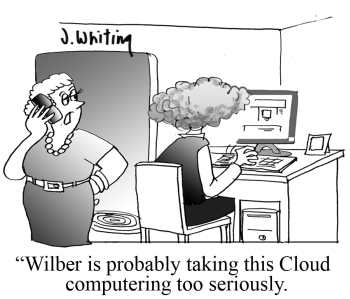 J.Whiting
“Wilber is probably taking this Cloud
computering too seriously.